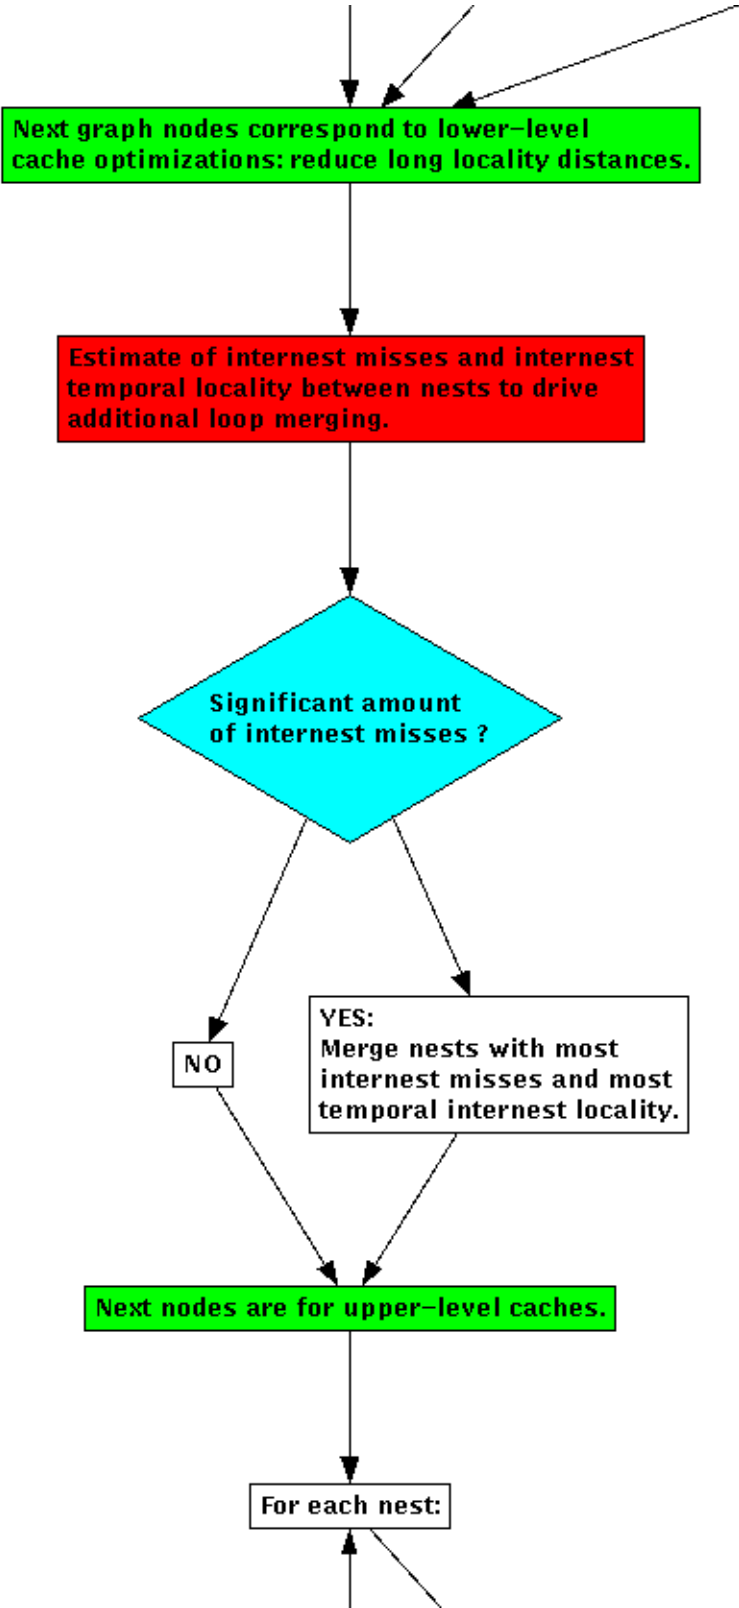 Next graph nodes correspond to lower-level
cache optimizations: reduce long locality distances.
Estimate of internest misses and internest
temporal locality between nests to drive
additional loop merging.
Significant amount
of internest misses ?
NO
YES:
Merge nests with most
internest misses and most
temporal internest locality.
Next nodes are for upper-level caches.
For each nest: